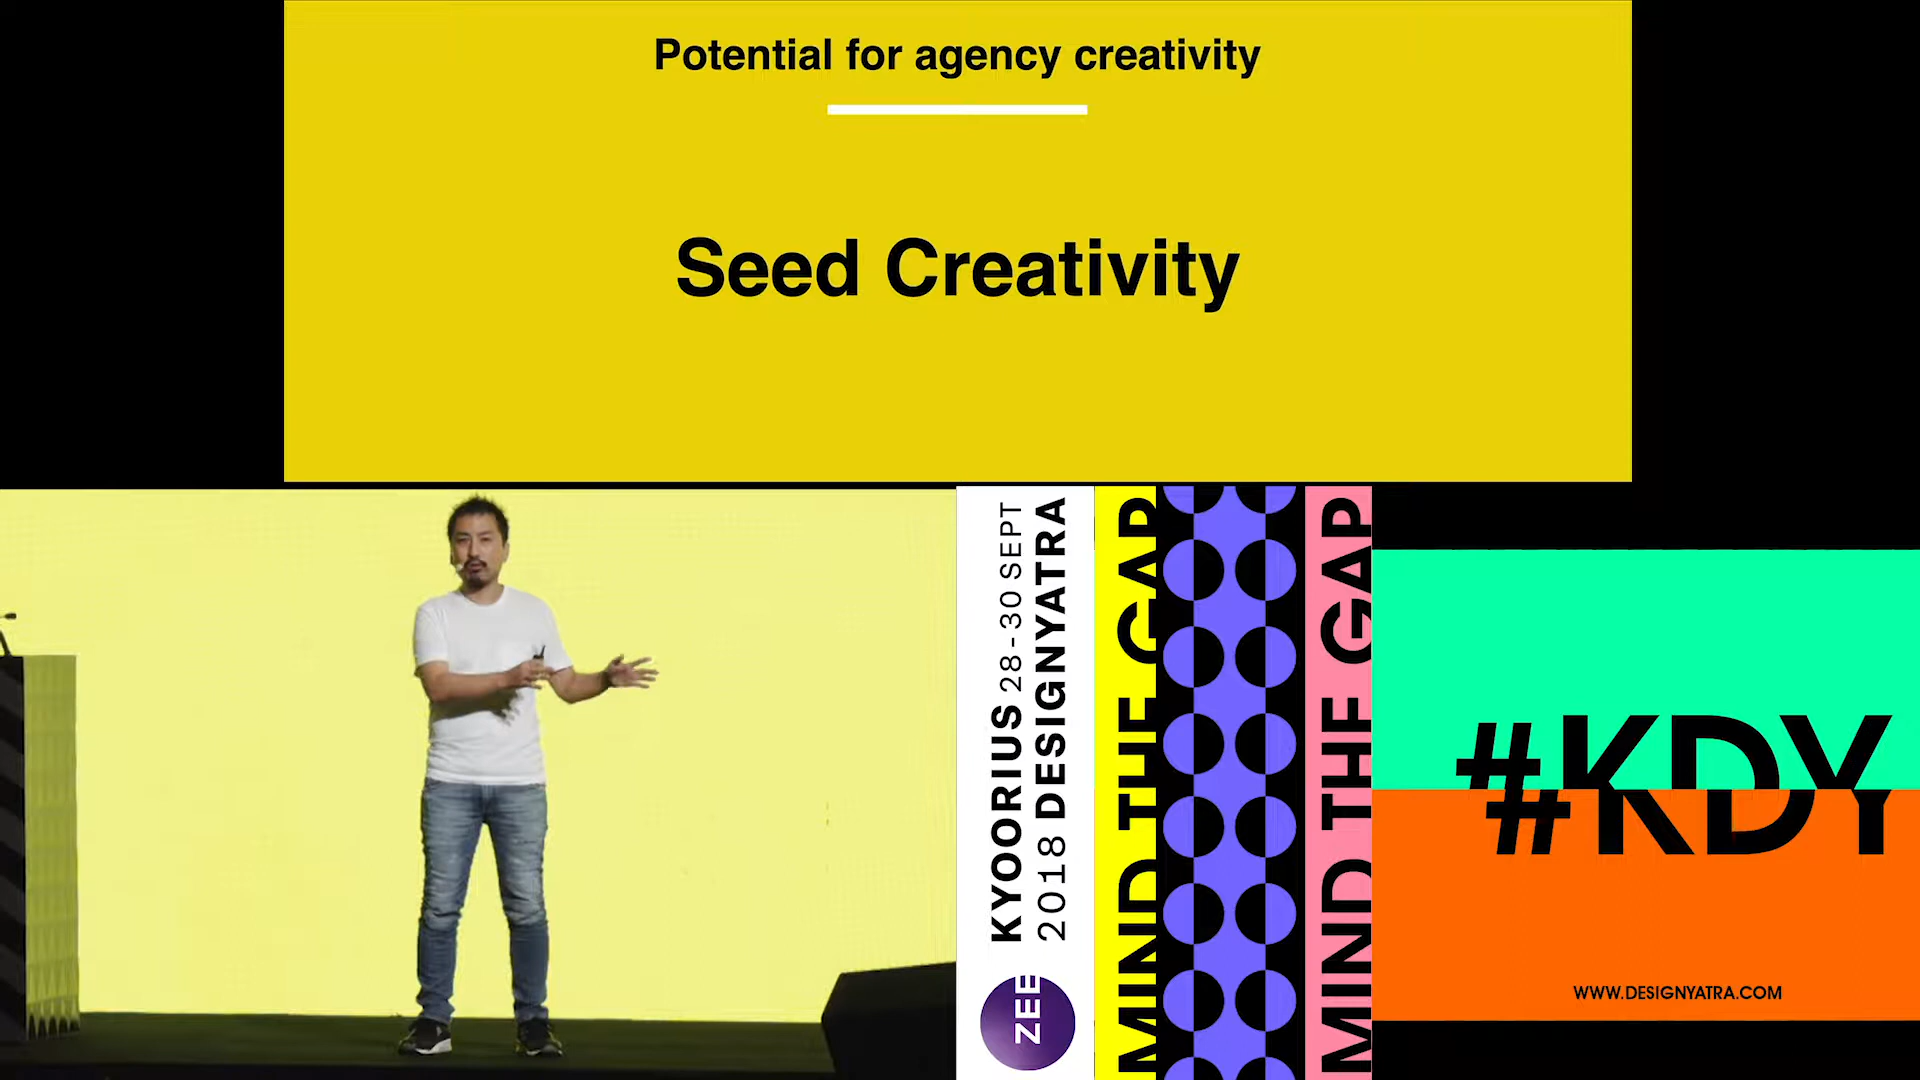 Potential for agency creativity
Seed Creativity
KYOORIUS 28-30 SEPT
2018 DESIGNYATRA
ZEE
MIND THE GAP
MIND THE GAP
#KDY
WWW.DESIGNYATRA.COM